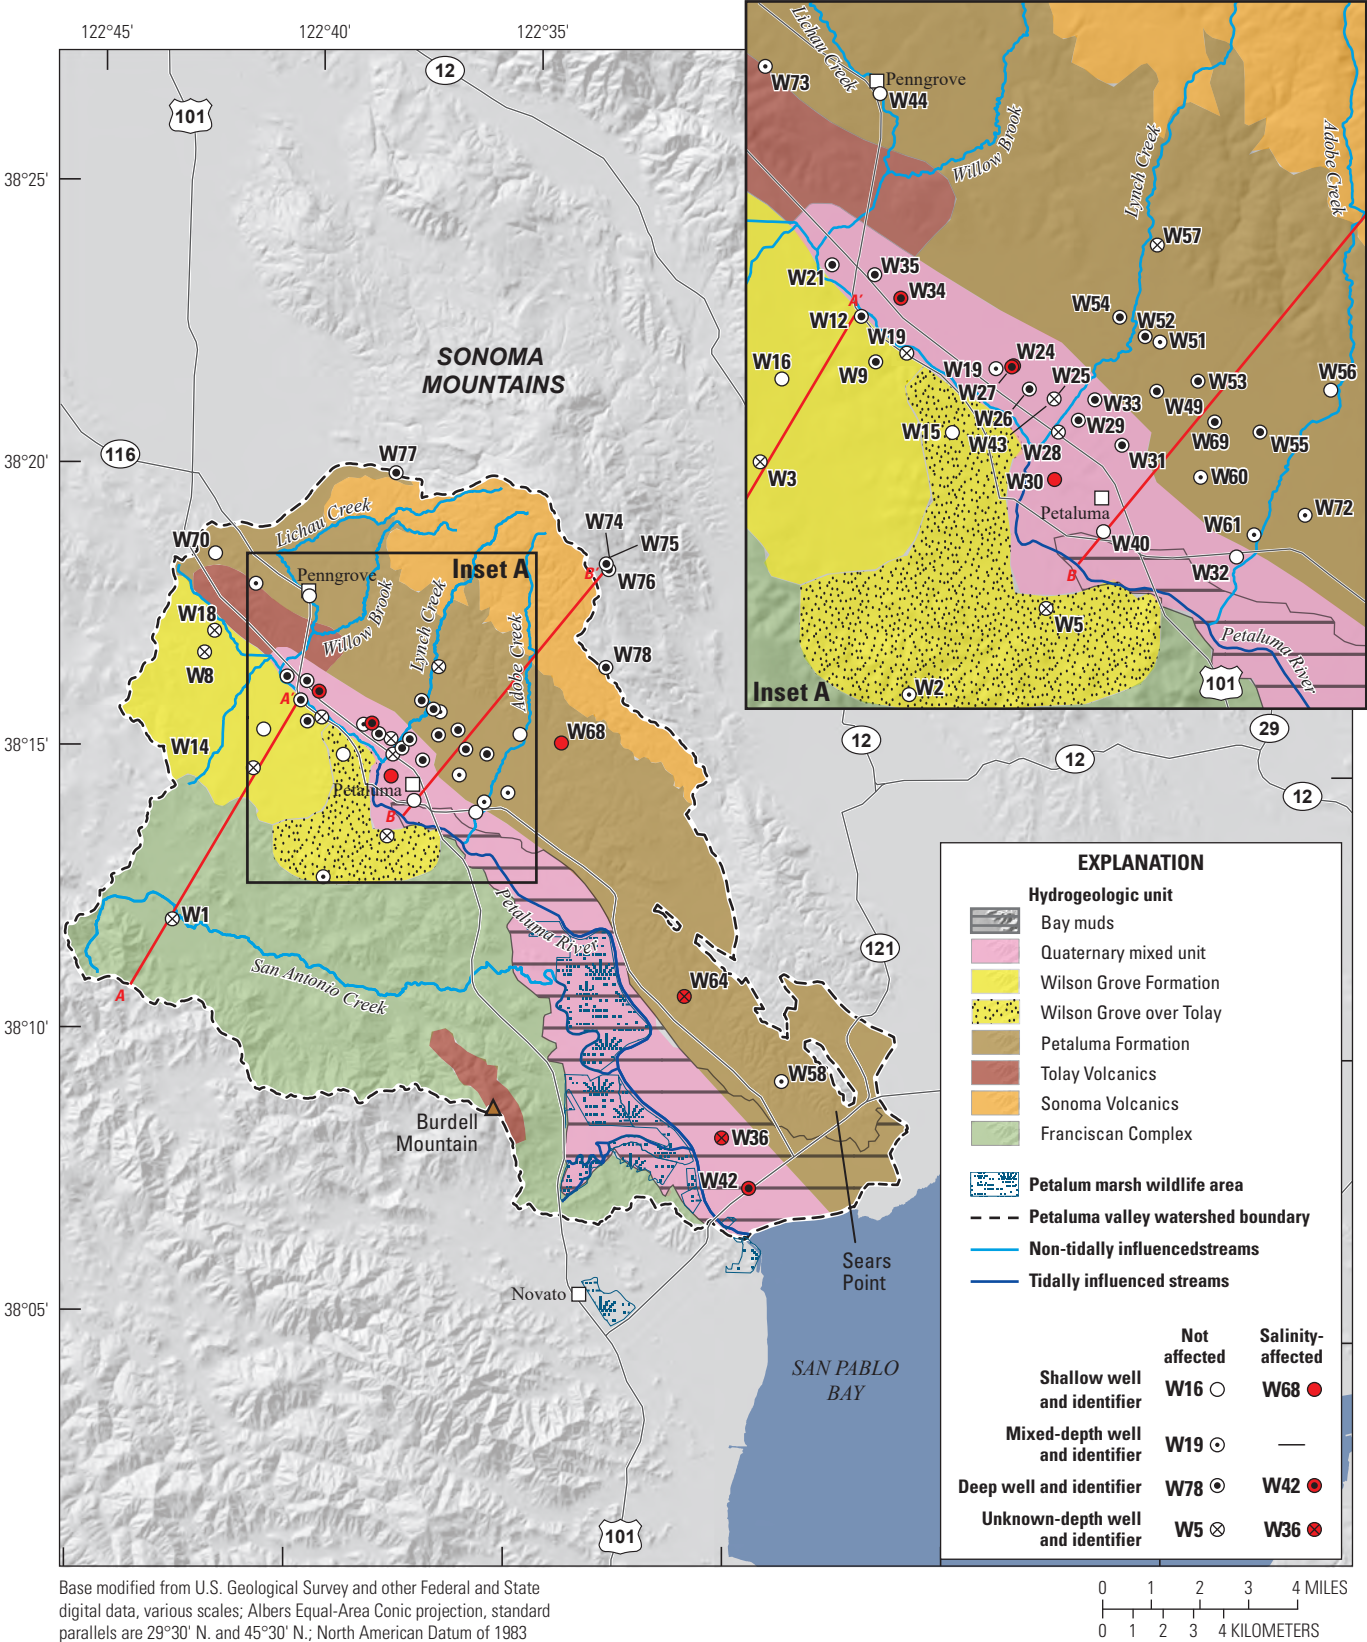 122°45'
122°40'
122°35'
12
101
38°25'
SONOMA
MOUNTAINS
116
38°20'
W77
Lichau Creek
W70
W74
W75
W76
B'
Inset A
Penngrove
Willow Brook
Lynch Creek
Adobe Creek
W18
W8
W78
A'
W14
W68
38°15'
Petaluma
B
W1
Petaluma River
San Antonio Creek
A
W64
121
38°10'
W58
Burdell
Mountain
W36
W42
Sears
Point
Novato
38°05'
SAN PABLO
BAY
101
12
12
29
12
Lichau Creek
W73
Penngrove
W44
Willow Brook
Lynch Creek
Adobe Creek
W57
W21
W35
W34
A'
W12
W19
W9
W16
W54
W52
W51
W24
W19
W27
W25
W56
W53
W49
W33
W26
W43
W29
W28
W31
W69
W55
W15
W3
W30
W60
W72
Petaluma
W40
W61
W32
B
W5
Petaluma River
W2
101
Inset A
EXPLANATION
Hydrogeologic unit
Bay muds
Quaternary mixed unit
Wilson Grove Formation
Wilson Grove over Tolay
Petaluma Formation
Tolay Volcanics
Sonoma Volcanics
Franciscan Complex
Petalum marsh wildlife area
Petaluma valley watershed boundary
Non-tidally influencedstreams
Tidally influenced streams
Not affected
Salinity-affected
Shallow well and identifier W16 W68
Mixed-depth well and identifier W19 —
Deep well and identifier W78 W42
Unknown-depth well and identifier W5 W36
Base modified from U.S. Geological Survey and other Federal and State
digital data, various scales; Albers Equal-Area Conic projection, standard
parallels are 29°30' N. and 45°30' N.; North American Datum of 1983
0 1 2 3 4 MILES
0 1 2 3 4 KILOMETERS